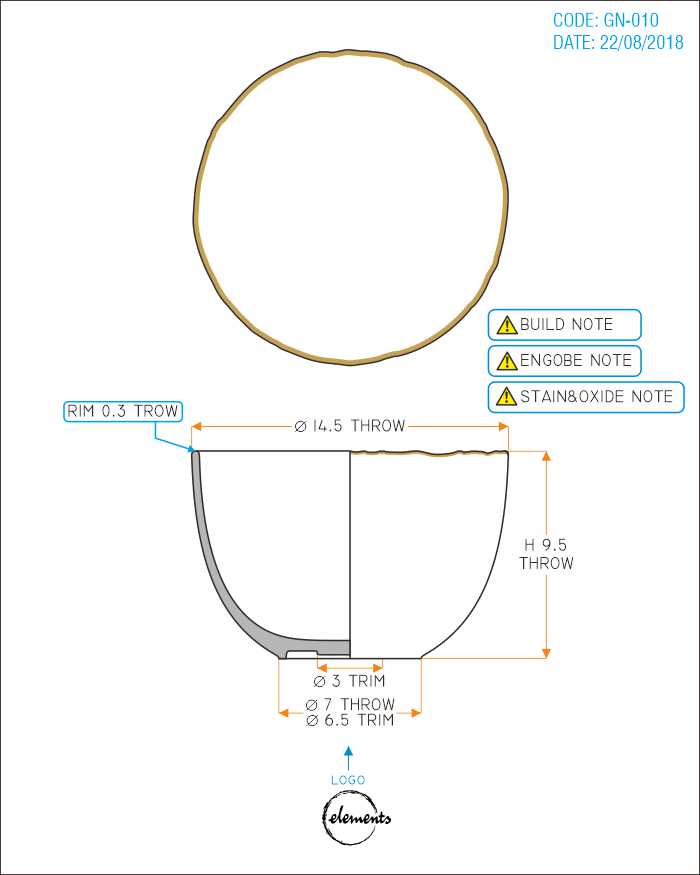 CODE: GN-010
DATE: 22/08/2018
BUILD NOTE
ENGOBE NOTE
STAIN&OXIDE NOTE
RIM 0.3 TROW
Ø 14.5 THROW
H 9.5
THROW
Ø 3 TRIM
Ø 7 THROW
Ø 6.5 TRIM
LOGO
elements